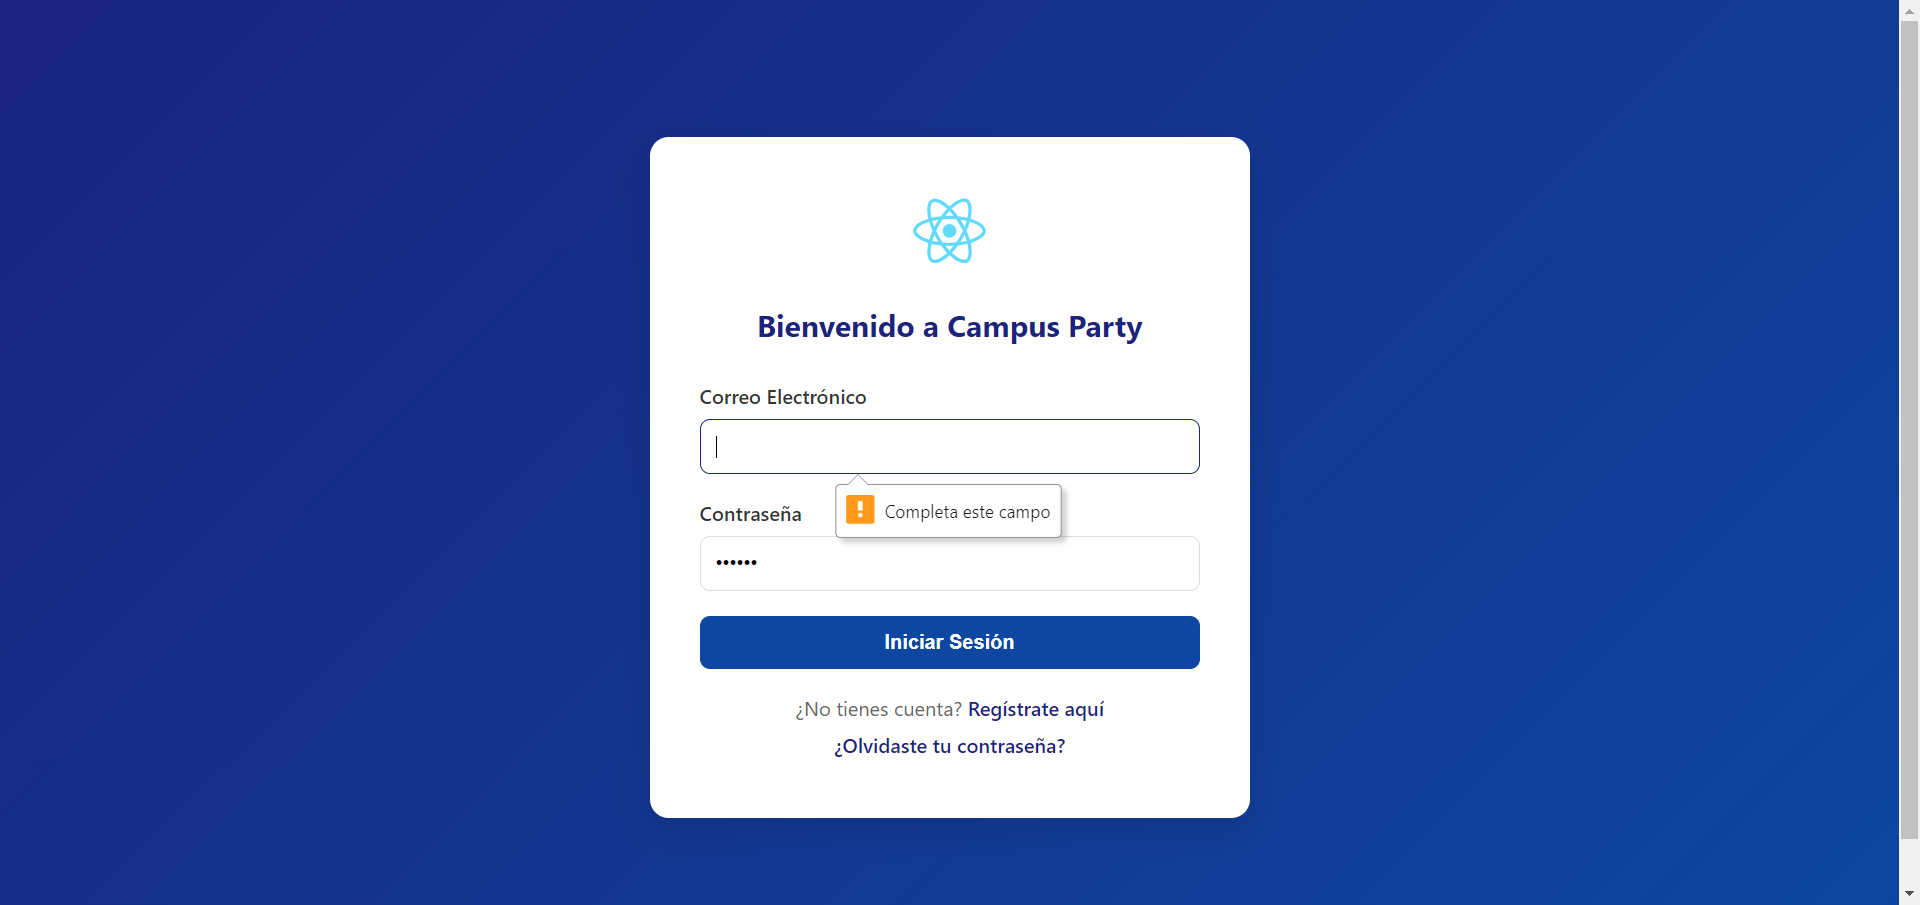 Bienvenido a Campus Party
Correo Electrónico
Completa este campo
Contraseña
••••••
Iniciar Sesión
¿No tienes cuenta? Regístrate aquí
¿Olvidaste tu contraseña?